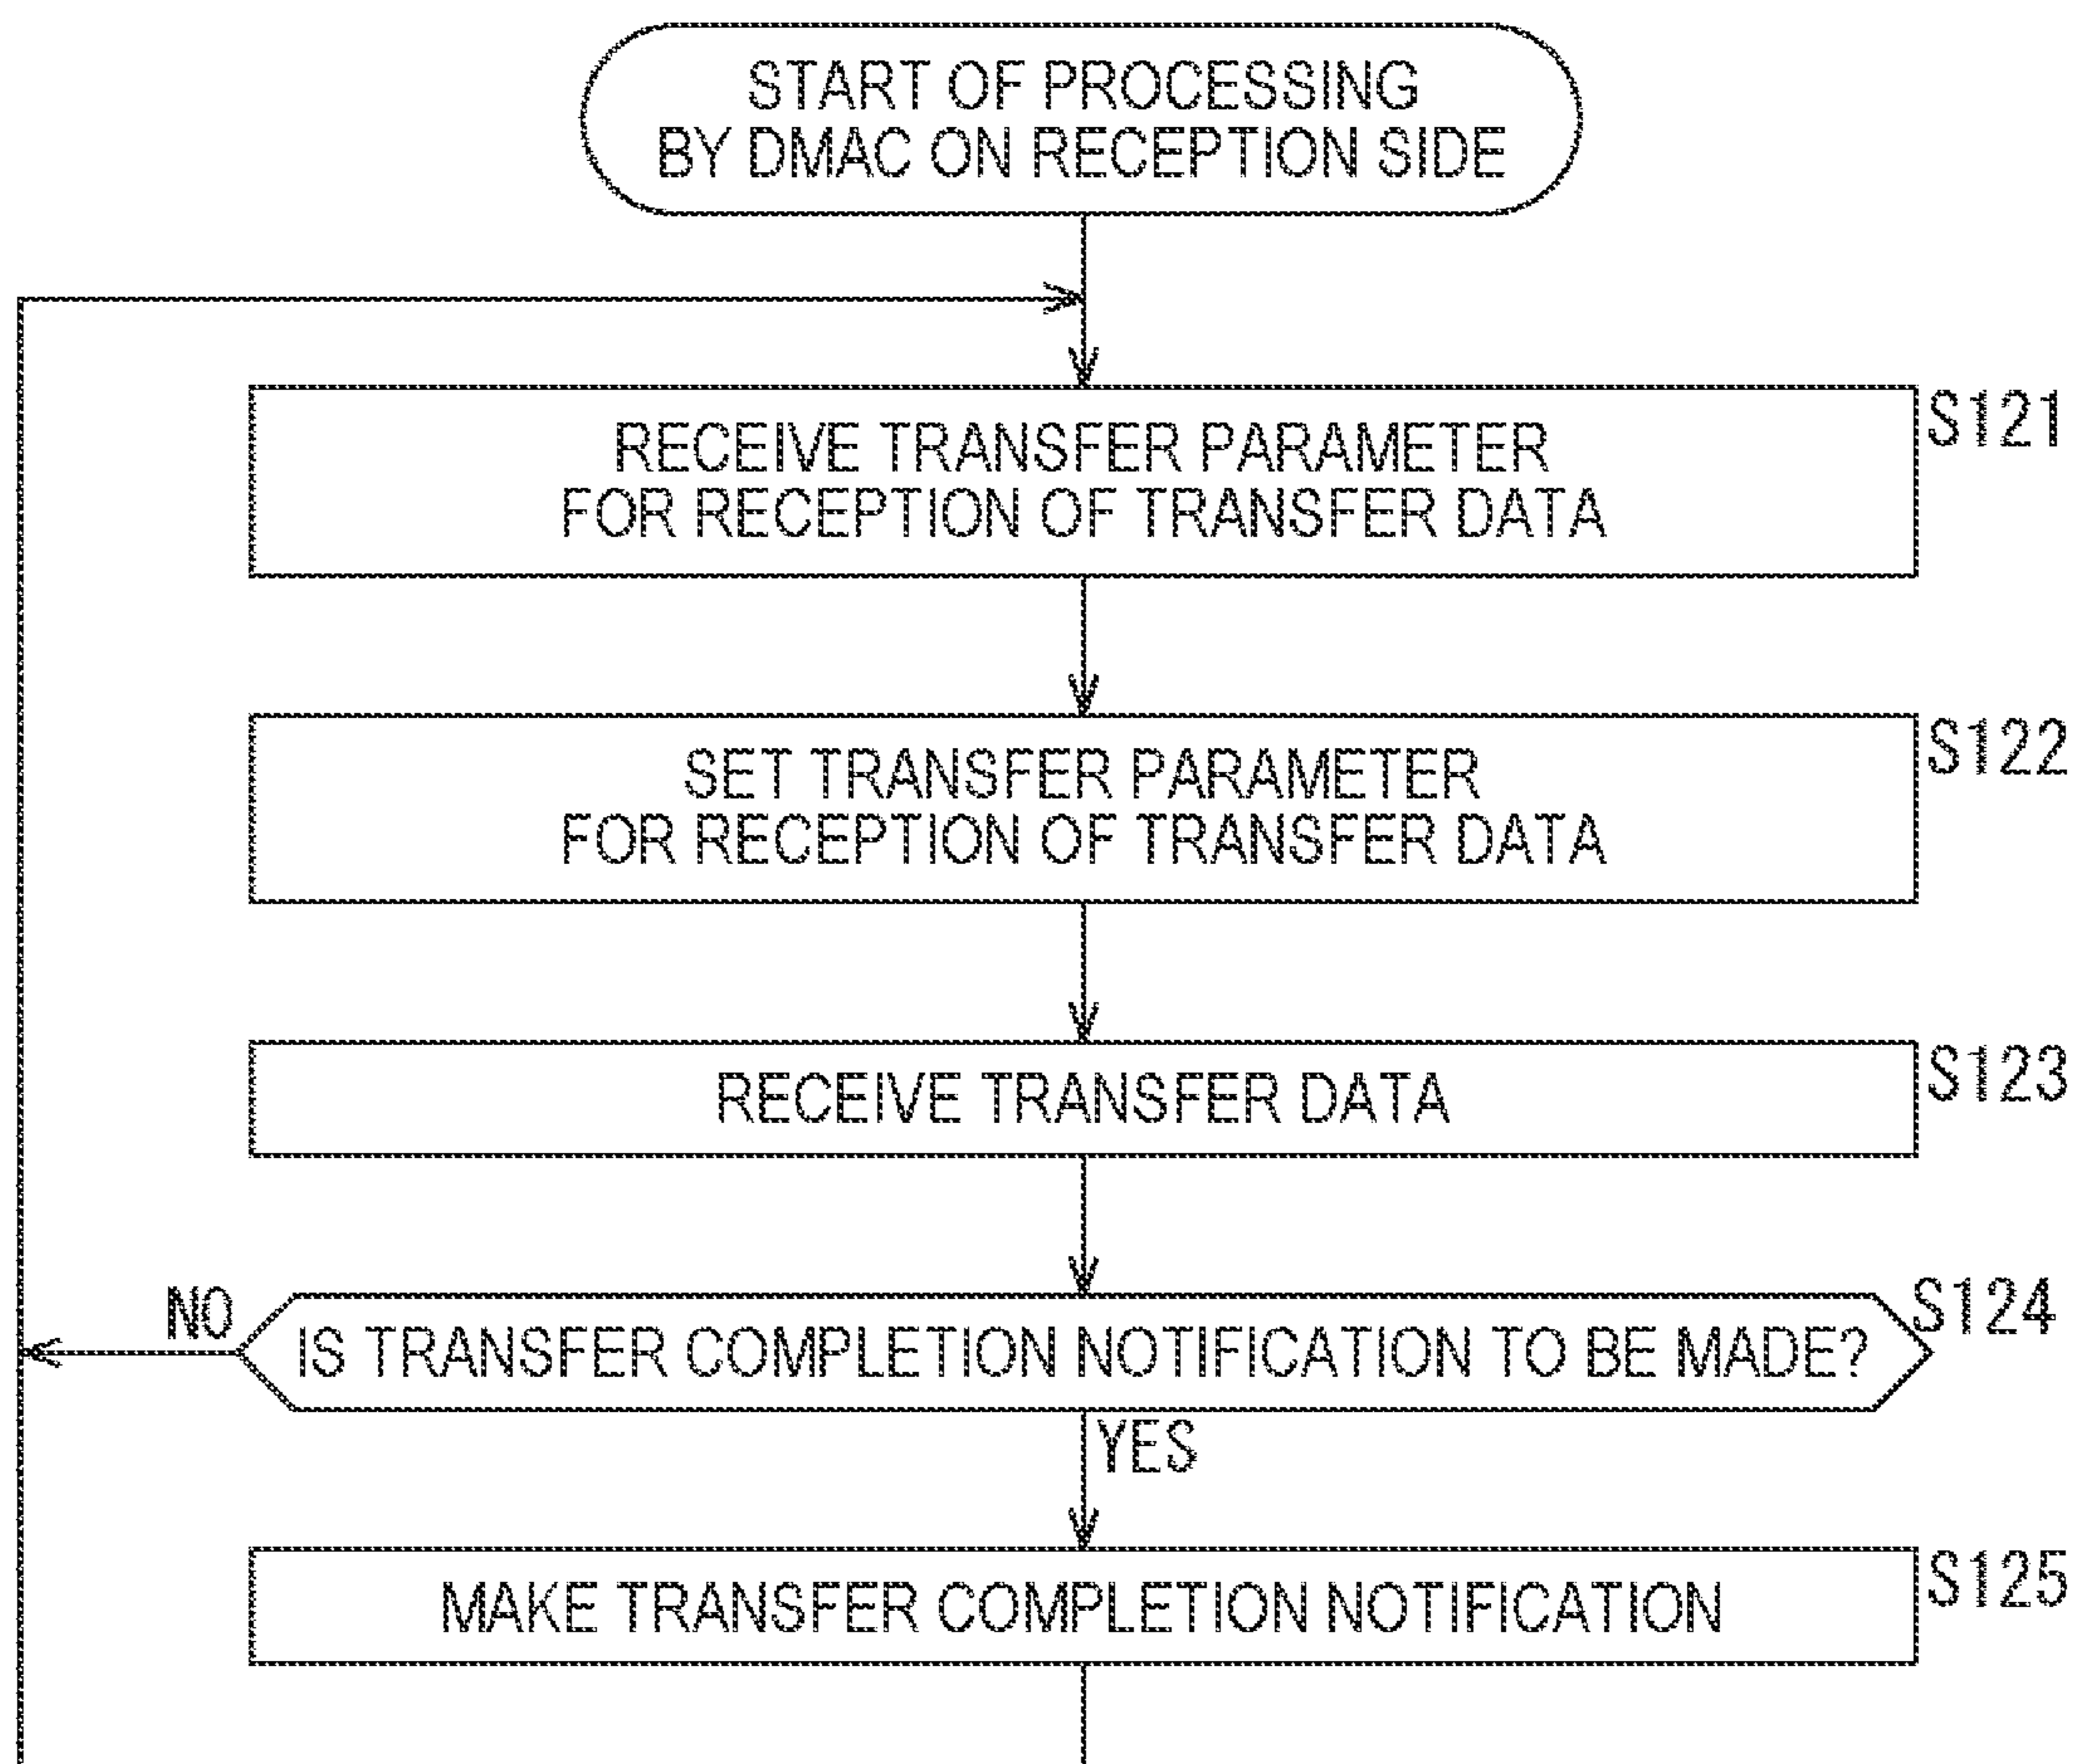 START OF PROCESSING
BY DMAC ON RECEPTION SIDE
RECEIVE TRANSFER PARAMETER
FOR RECEPTION OF TRANSFER DATA
S121
SET TRANSFER PARAMETER
FOR RECEPTION OF TRANSFER DATA
S122
RECEIVE TRANSFER DATA
S123
NO
IS TRANSFER COMPLETION NOTIFICATION TO BE MADE?
S124
YES
MAKE TRANSFER COMPLETION NOTIFICATION
S125